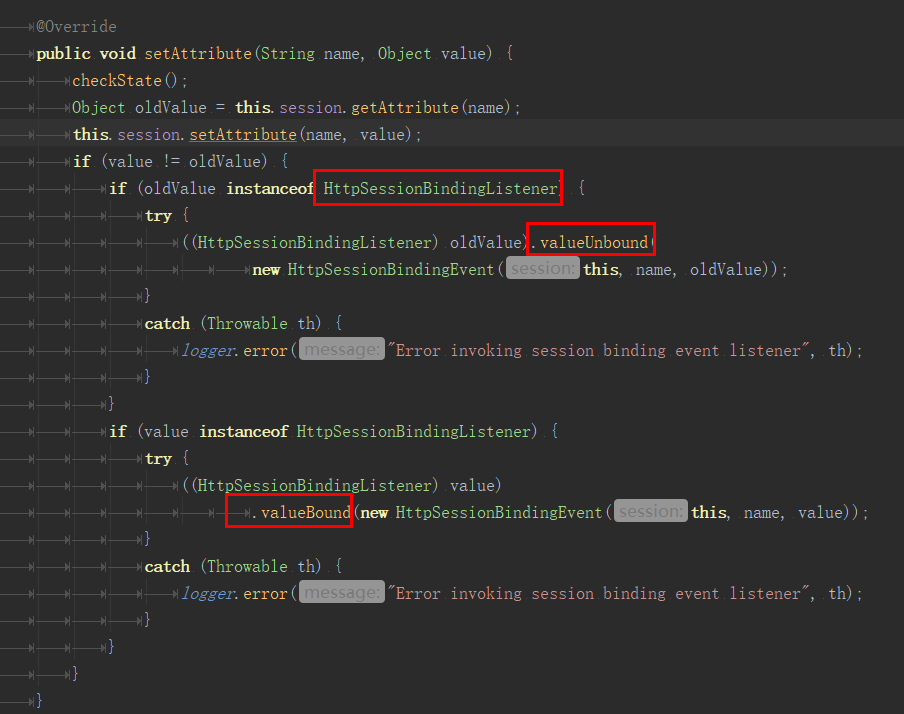 @Override
public void setAttribute(String name, Object value) {
checkState();
Object oldValue = this.session.getAttribute(name);
this.session.setAttribute(name, value);
if (value != oldValue) {
if (oldValue instanceof HttpSessionBindingListener) {
try {
((HttpSessionBindingListener) oldValue).valueUnbound(
new HttpSessionBindingEvent( session: this, name, oldValue));
}
catch (Throwable th) {
logger.error( message: "Error invoking session binding event listener", th);
}
}
if (value instanceof HttpSessionBindingListener) {
try {
((HttpSessionBindingListener) value)
.valueBound(new HttpSessionBindingEvent( session: this, name, value));
}
catch (Throwable th) {
logger.error( message: "Error invoking session binding event listener", th);
}
}
}
}